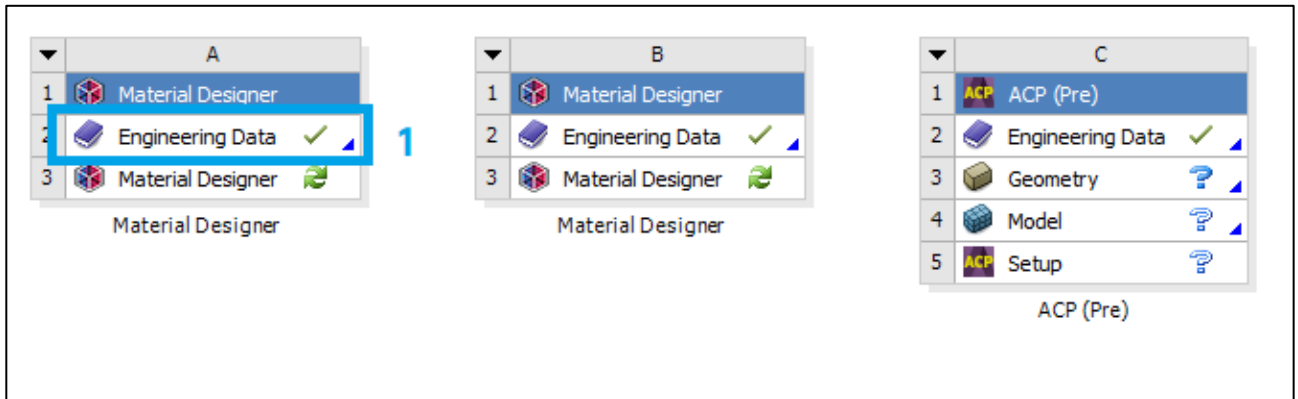 A
1 Material Designer
2 Engineering Data 1
3 Material Designer
Material Designer
B
1 Material Designer
2 Engineering Data
3 Material Designer
Material Designer
C
1 ACP ACP (Pre)
2 Engineering Data
3 Geometry ?
4 Model ?
5 ACP Setup ?
ACP (Pre)